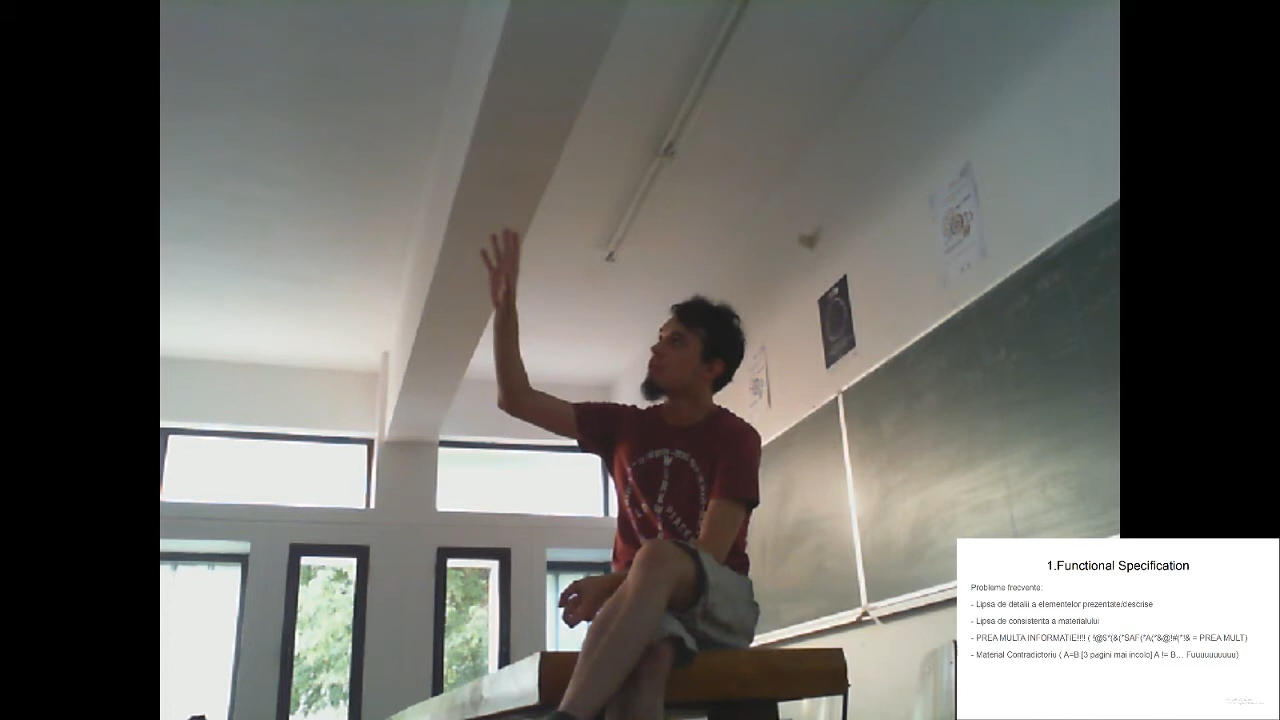 1.Functional Specification
Probleme frecvente:
- Lipsa de detalii a elementelor prezentate/descrise
- Lipsa de consistenta a materialului
- PREA MULTA INFORMATIE!!!! ( = PREA MULT)
- Material Contradictoriu ( A=B [3 pagini mai incolo] A != B... Fuuuuuuuuuu)